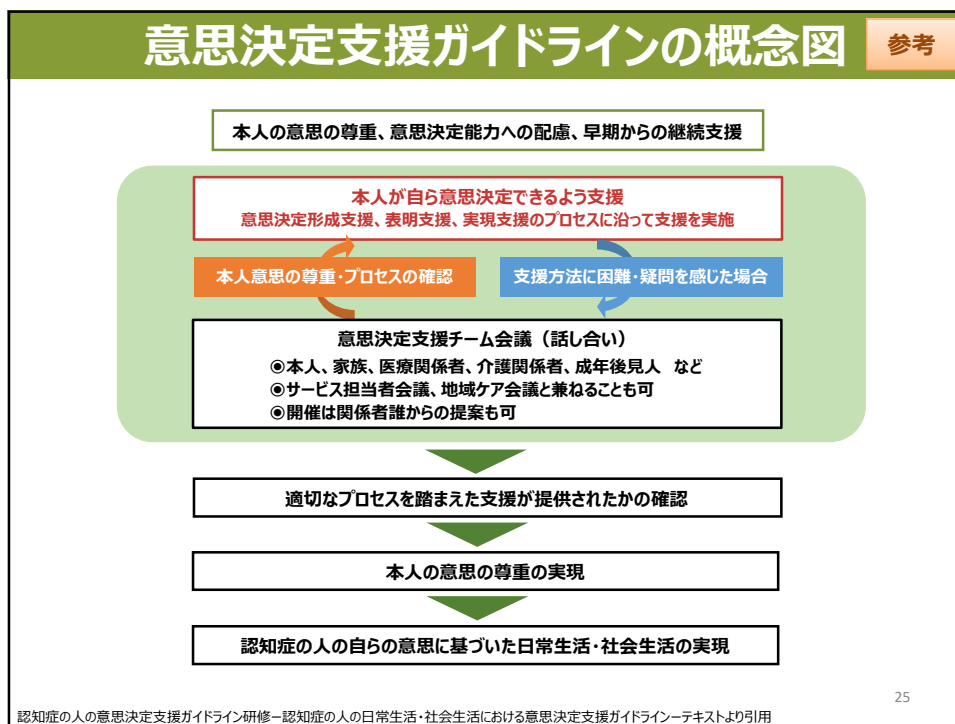 意思決定支援ガイドラインの概念図
参考
本人の意思の尊重、意思決定能力への配慮、早期からの継続支援
本人が自ら意思決定できるよう支援
意思決定形成支援、表明支援、実現支援のプロセスに沿って支援を実施
本人意思の尊重・プロセスの確認
支援方法に困難・疑問を感じた場合
意思決定支援チーム会議（話し合い）
◉本人、家族、医療関係者、介護関係者、成年後見人 など
◉サービス担当者会議、地域ケア会議と兼ねることも可
◉開催は関係者誰からの提案も可
適切なプロセスを踏まえた支援が提供されたかの確認
本人の意思の尊重の実現
認知症の人の自らの意思に基づいた日常生活・社会生活の実現
25
認知症の人の意思決定支援ガイドライン研修−認知症の人の日常生活・社会生活における意思決定支援ガイドラインーテキストより引用